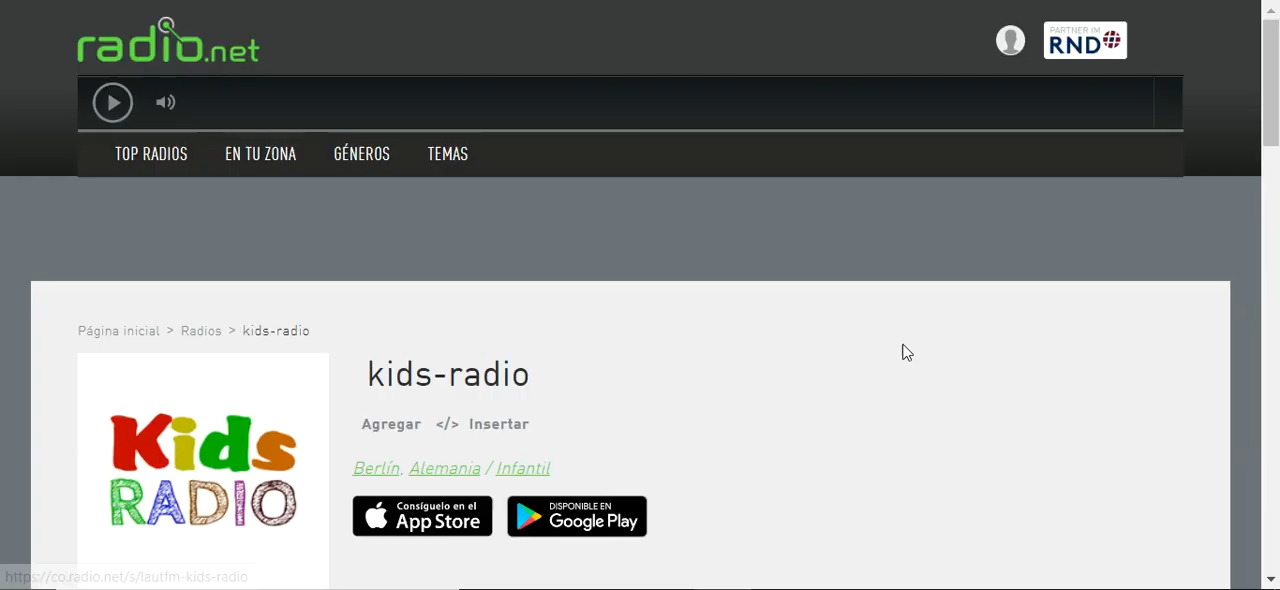 radio.net
PARTNER IM
RND
TOP RADIOS EN TU ZONA GÉNEROS TEMAS
Página inicial > Radios > kids-radio
Kids
RADIO
kids-radio
Agregar </> Insertar
Berlín, Alemania / Infantil
Consíguelo en el
App Store
DISPONIBLE EN
Google Play
https://co.radio.net/s/lautfm-kids-radio